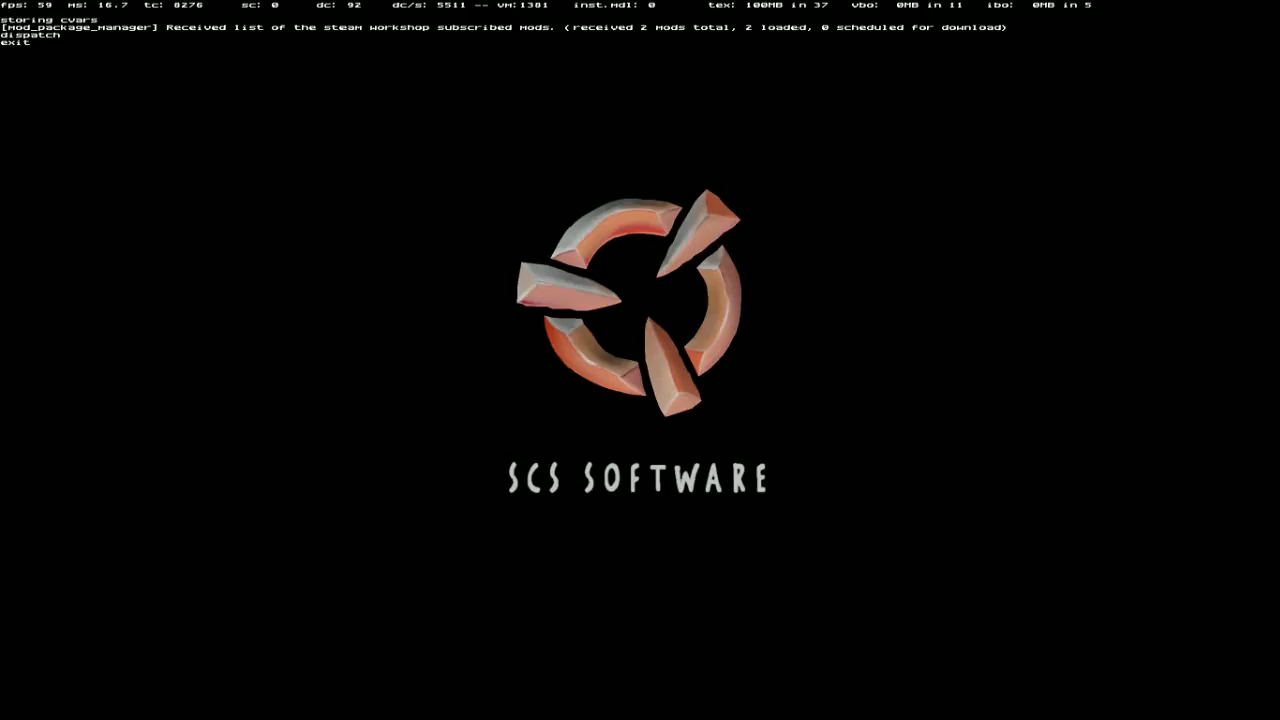 fps: 59 ms: 16.7 tc: 8276 sc: 0 dc: 92 dc/s: 5511 -- vm:1381 inst.mdl: 0 tex: 100MB in 37 vbo: 0MB in 11 ibo: 0MB in 5
storing cvars
[mod_package_manager] Received list of the steam workshop subscribed mods. (received 2 mods total, 2 loaded, 0 scheduled for download)
dispatch
exit
SCS SOFTWARE